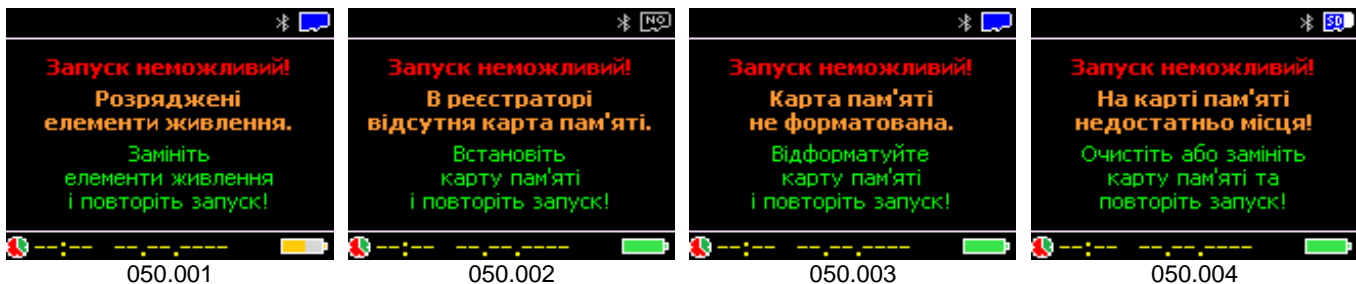 Запуск неможливий!
Розряджені
елементи живлення.
Замініть
елементи живлення
і повторіть запуск!
--:-- --.--.----
050.001
NO
Запуск неможливий!
В реєстраторі
відсутня карта пам'яті.
Встановіть
карту пам'яті
і повторіть запуск!
--:-- --.--.----
050.002
Запуск неможливий!
Карта пам'яті
не форматована.
Відформатуйте
карту пам'яті
і повторіть запуск!
--:-- --.--.----
050.003
SD
Запуск неможливий!
На карті пам'яті
недостатньо місця!
Очистіть або замініть
карту пам'яті та
повторіть запуск!
--:-- --.--.----
050.004